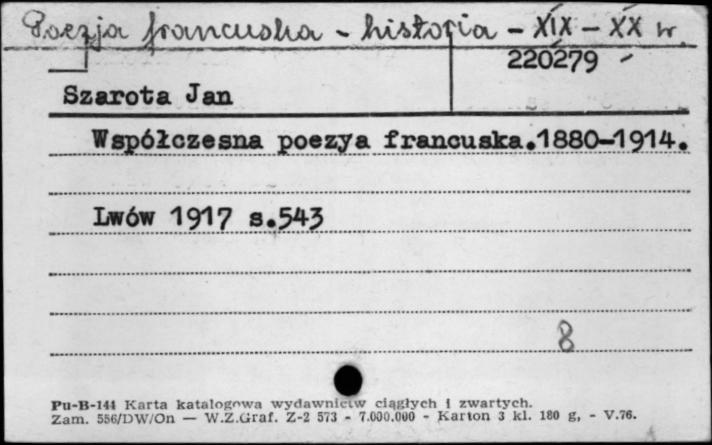 Poezja francuska - historia - XIX - XX w.
220279
Szarota Jan
Współczesna poezya francuska.1880-1914.
Lwów 1917 s.543
8
Pu-B-144 Karta katalogowa wydawnictw ciągłych i zwartych.
Zam. 556/DW/On — W.Z.Graf. Z-2 573 - 7.000.000 - Karton 3 kl. 180 g, - V.76.